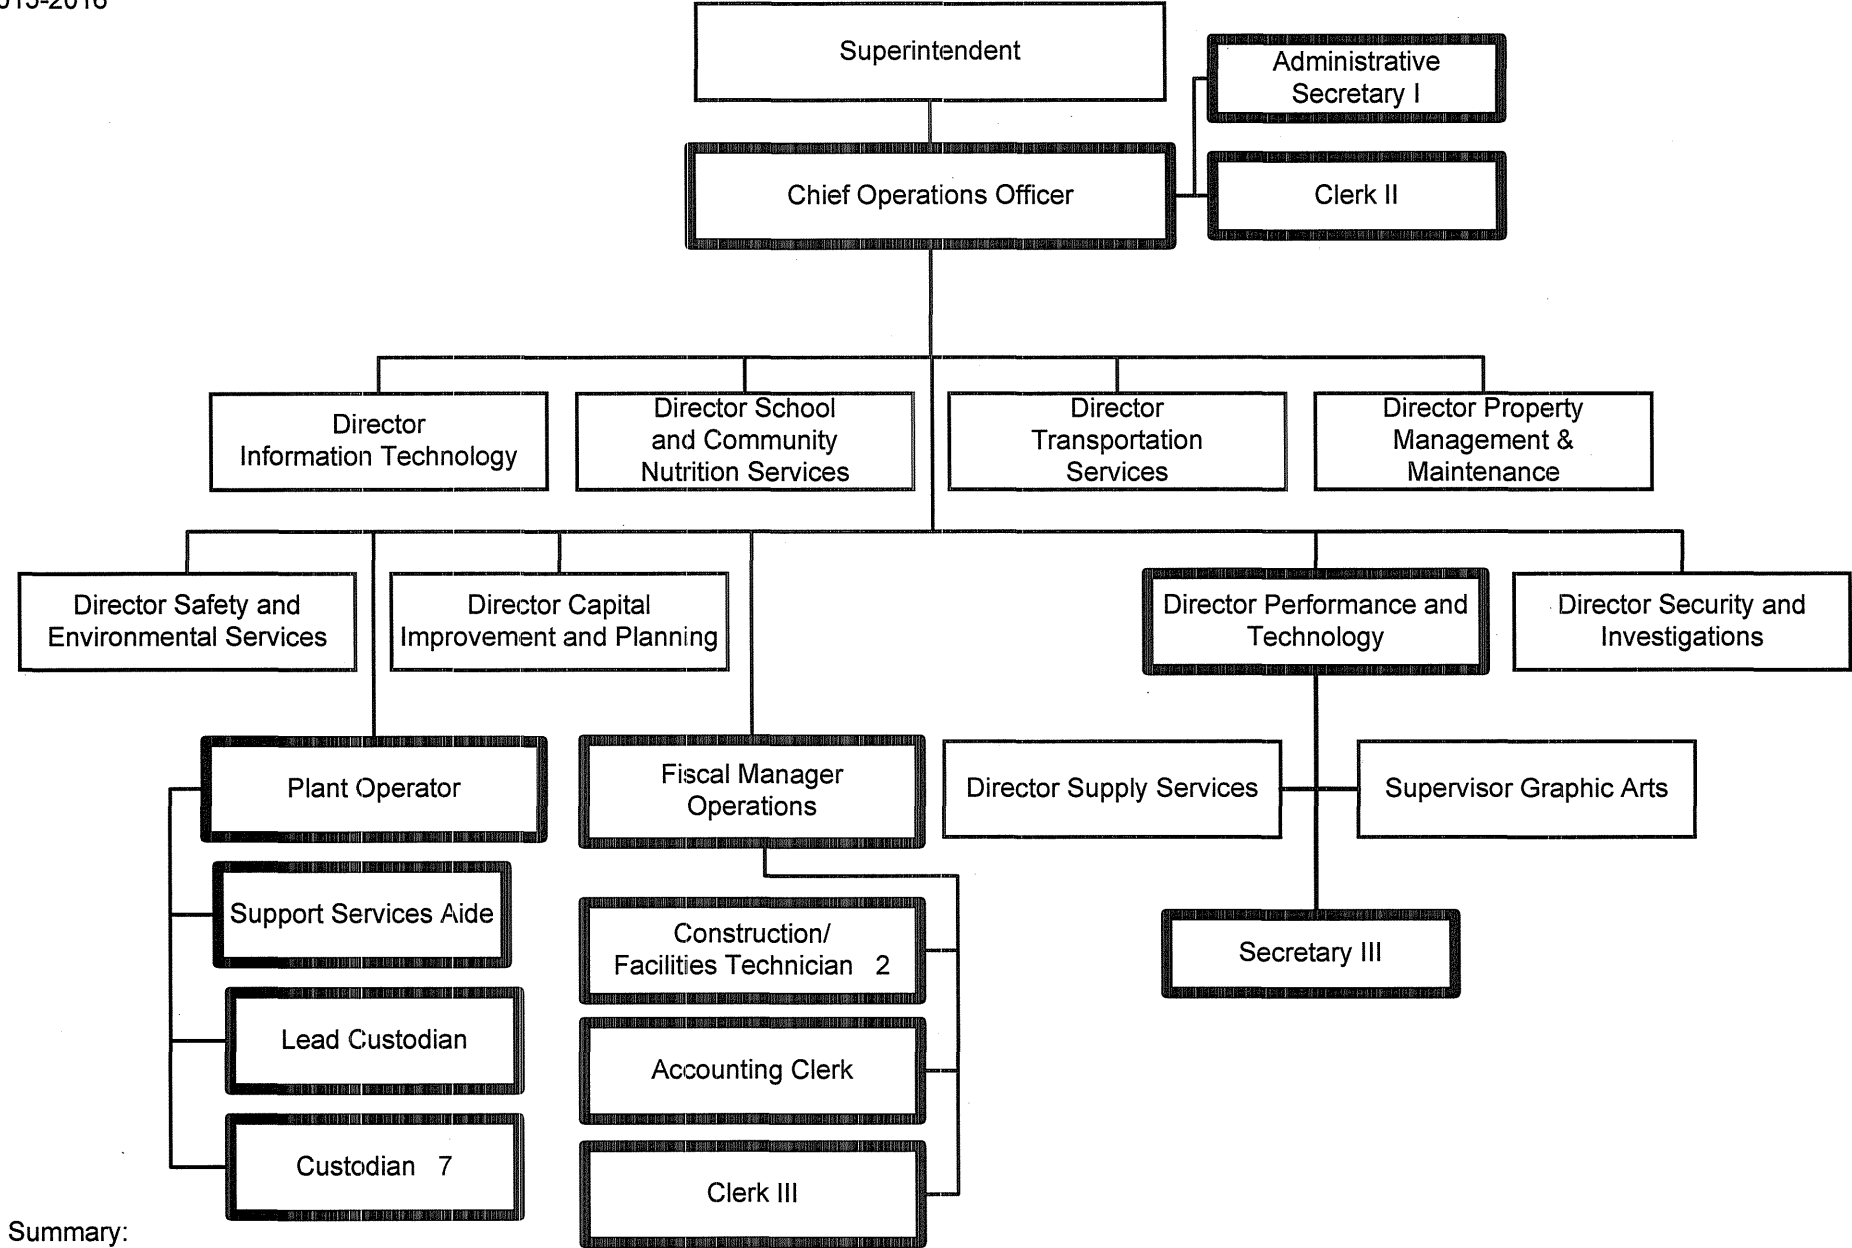 Superintendent
Administrative
Secretary I
Chief Operations Officer
Clerk II
Director
Information Technology
Director School
and Community
Nutrition Services
Director
Transportation
Services
Director Property
Management &
Maintenance
Director Safety and
Environmental Services
Director Capital
Improvement and Planning
Director Performance and
Technology
Director Security and
Investigations
Plant Operator
Fiscal Manager
Operations
Director Supply Services
Supervisor Graphic Arts
Support Services Aide
Construction/
Facilities Technician 2
Secretary III
Lead Custodian
Accounting Clerk
Custodian 7
Clerk III
Summary: